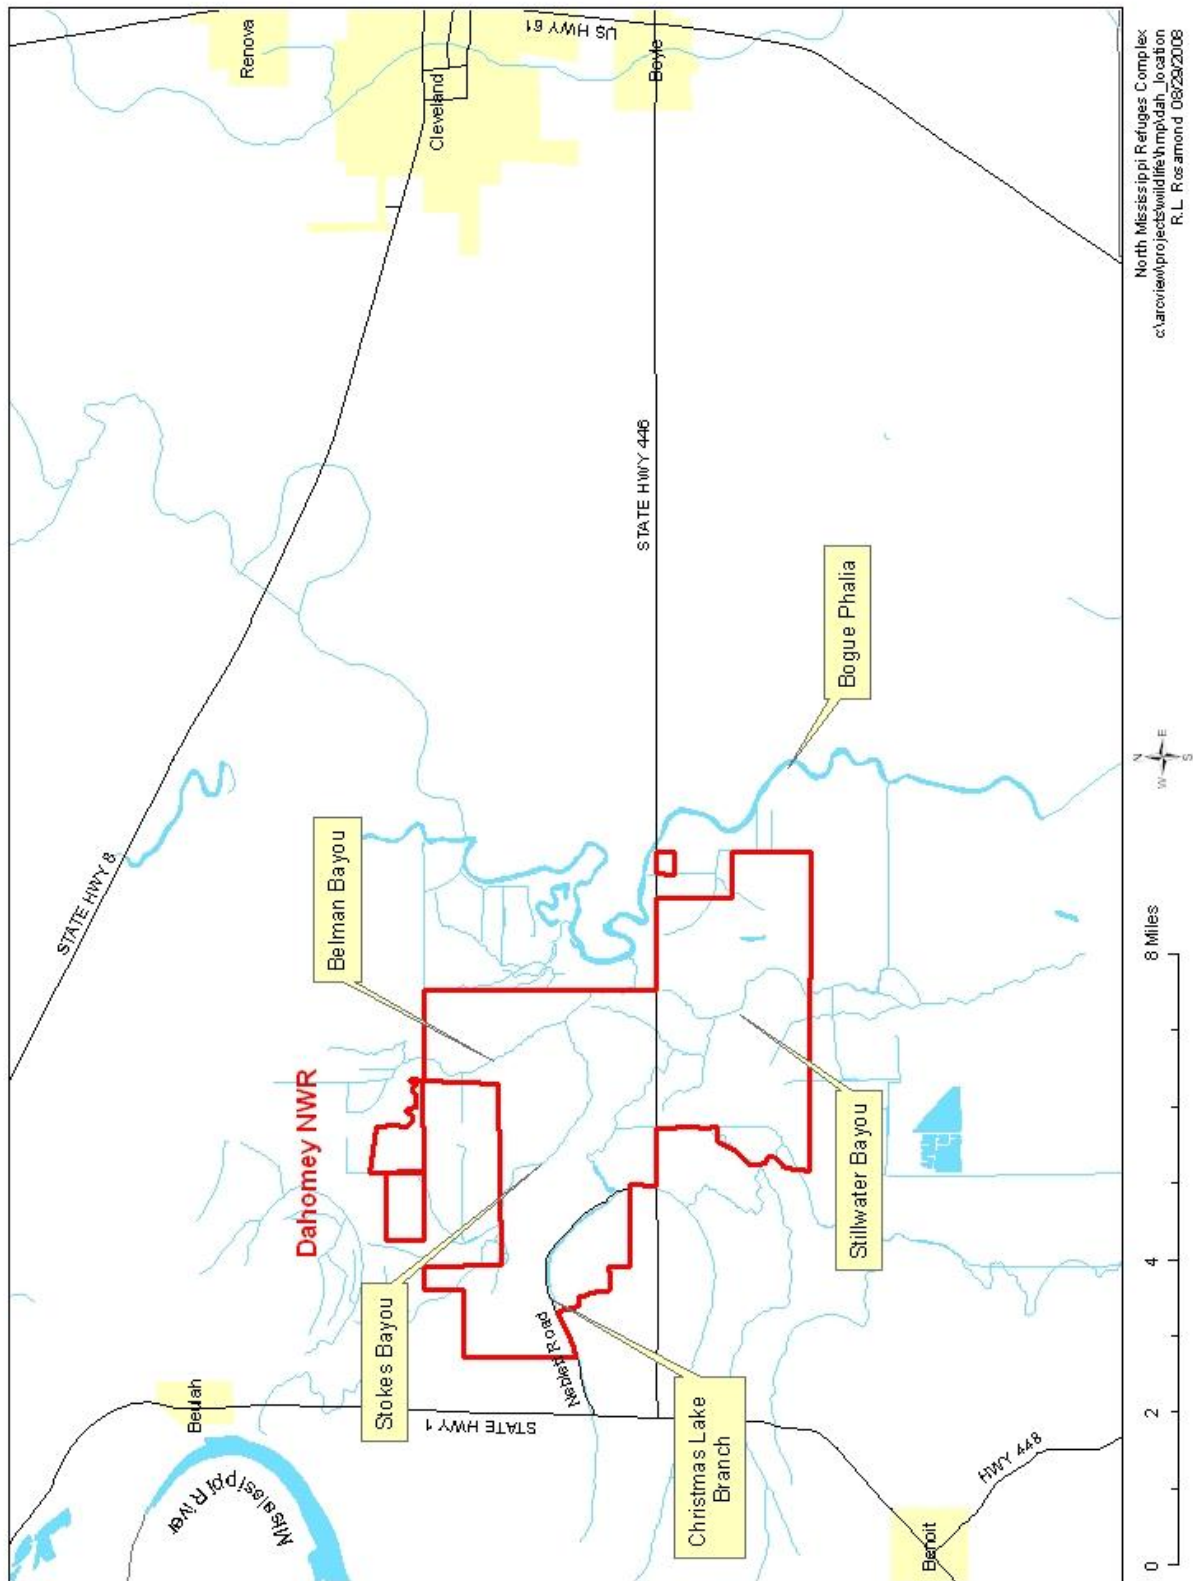 Renova
Cleveland
US HWY 61
Boyle
STATE HWY 8
STATE HWY 446
Belman Bayou
Bogue Phalia
Dahomey NWR
Stokes Bayou
Stillwater Bayou
Neblett Road
Christmas Lake
Branch
Beulah
STATE HWY 1
Mississippi River
HWY 448
Benoit
0
2
4
8 Miles
N
W
E
S
North Mississippi Refuges Complex
c:\arcview\projects\wildlife\hmp\dah_location
R.L. Rosamond 08/29/2008